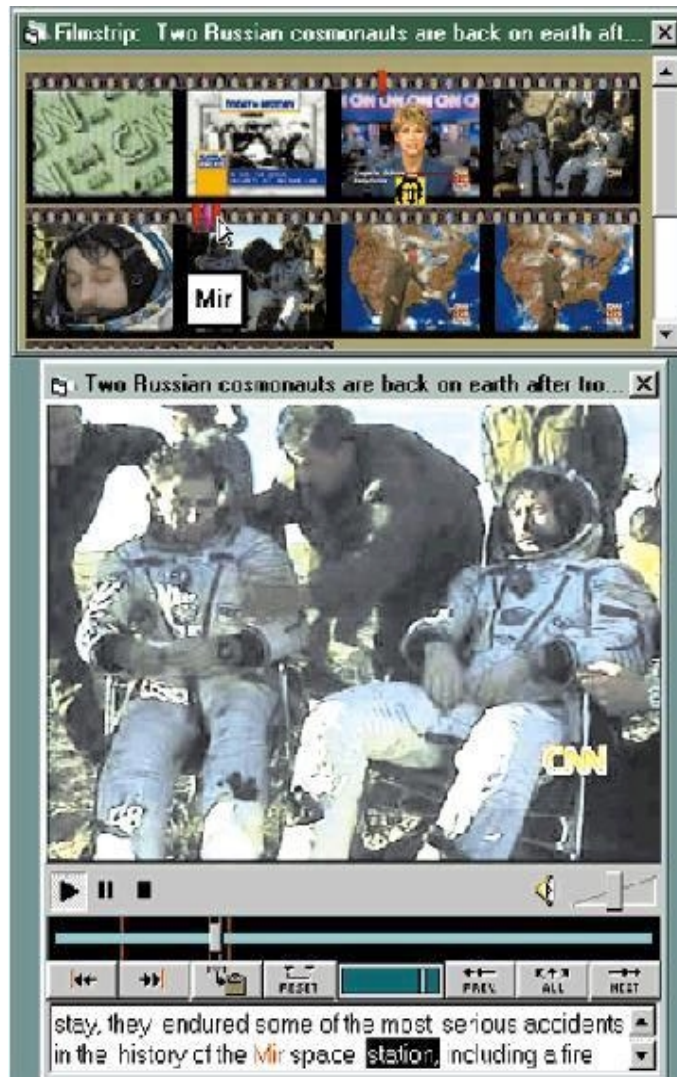 Filmstrip: Two Russian cosmonauts are back on earth aft...
CNN
Mir
Two Russian cosmonauts are back on earth after tro...
CNN
RESET
PREV
ALL
NEXT
stay, they endured some of the most serious accidents
in the history of the Mir space station, including a fire